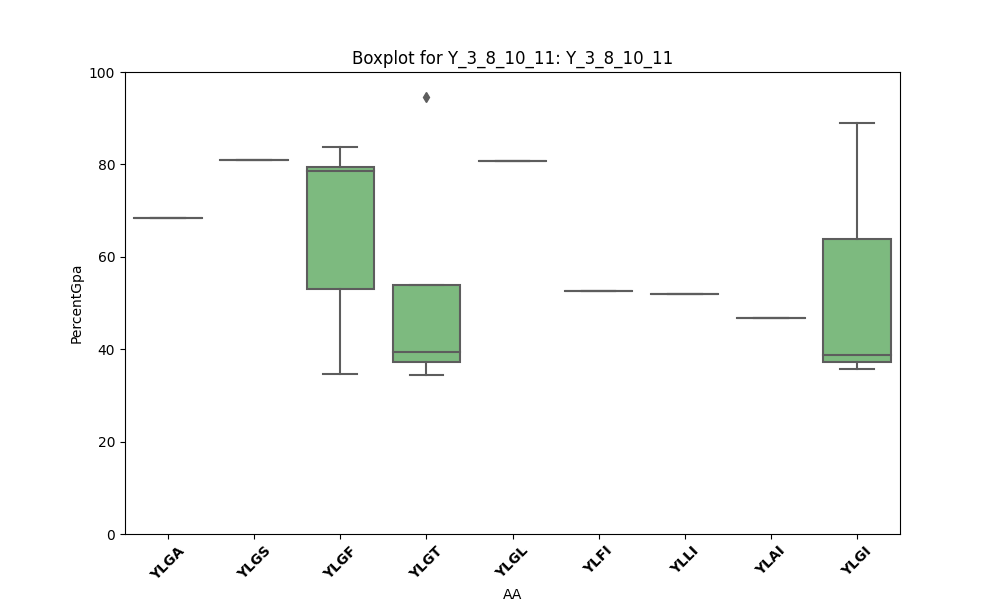 Boxplot for Y_3_8_10_11: Y_3_8_10_11
100
80
60
40
20
0
PercentGpa
YLGA YLGS YLGF YLGT YLGL YLFI YLLI YLAI YLGI
AA